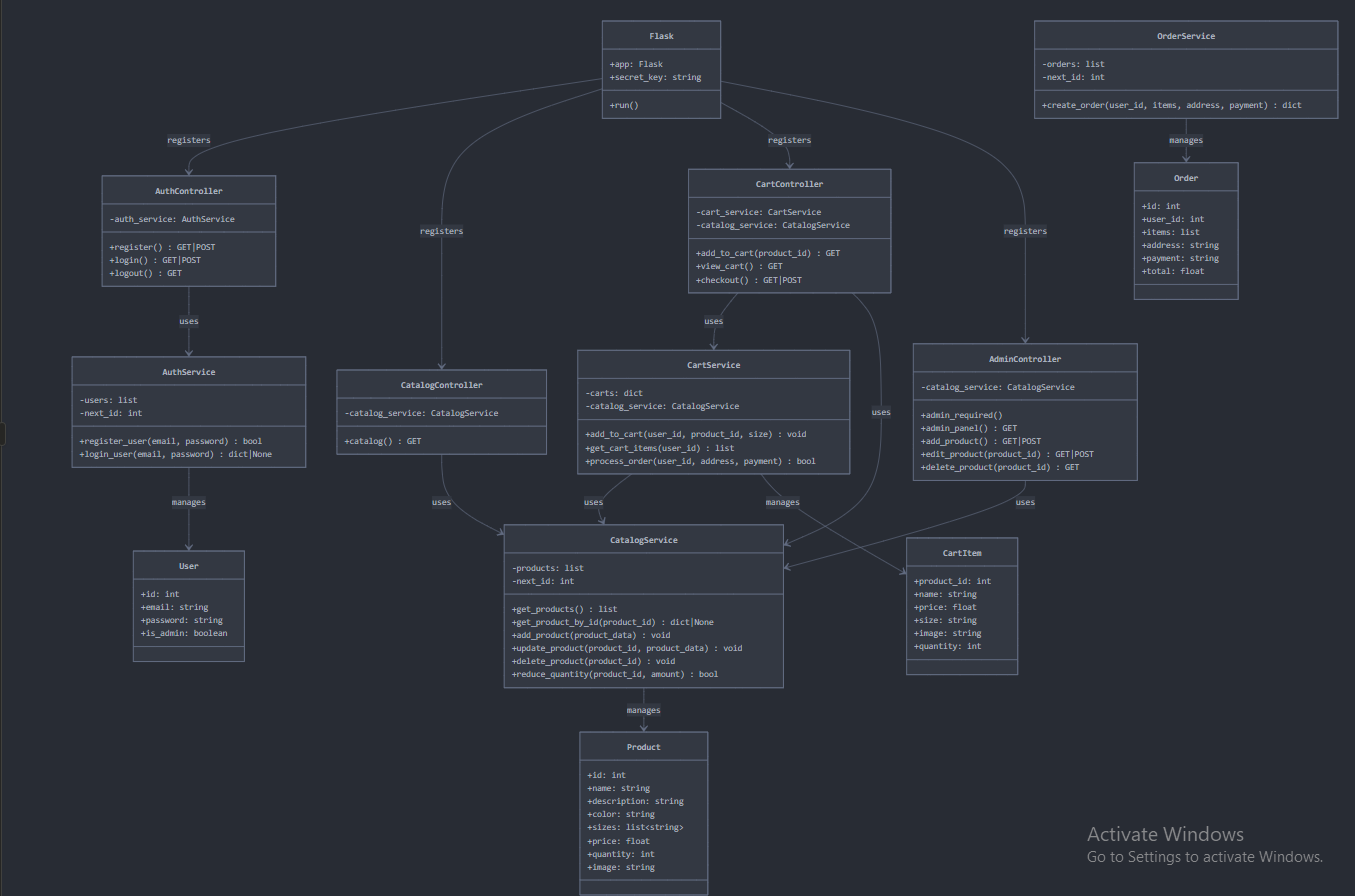 Flask
+app: Flask
+secret_key: string
+run()
OrderService
-orders: list
-next_id: int
+create_order(user_id, items, address, payment) : dict
registers
registers
manages
AuthController
-auth_service: AuthService
+register() : GET|POST
+login() : GET|POST
+logout() : GET
registers
CartController
-cart_service: CartService
-catalog_service: CatalogService
+add_to_cart(product_id) : GET
+view_cart() : GET
+checkout() : GET|POST
registers
Order
+id: int
+user_id: int
+items: list
+address: string
+payment: string
+total: float
uses
uses
AuthService
-users: list
-next_id: int
+register_user(email, password) : bool
+login_user(email, password) : dict|None
CatalogController
-catalog_service: CatalogService
+catalog() : GET
CartService
-carts: dict
-catalog_service: CatalogService
+add_to_cart(user_id, product_id, size) : void
+get_cart_items(user_id) : list
+process_order(user_id, address, payment) : bool
uses
AdminController
-catalog_service: CatalogService
+admin_required()
+admin_panel() : GET
+add_product() : GET|POST
+edit_product(product_id) : GET|POST
+delete_product(product_id) : GET
manages
uses
uses
manages
uses
User
+id: int
+email: string
+password: string
+is_admin: boolean
CatalogService
-products: list
-next_id: int
+get_products() : list
+get_product_by_id(product_id) : dict|None
+add_product(product_data) : void
+update_product(product_id, product_data) : void
+delete_product(product_id) : void
+reduce_quantity(product_id, amount) : bool
CartItem
+product_id: int
+name: string
+price: float
+size: string
+image: string
+quantity: int
manages
Product
+id: int
+name: string
+description: string
+color: string
+sizes: list<string>
+price: float
+quantity: int
+image: string
Activate Windows
Go to Settings to activate Windows.